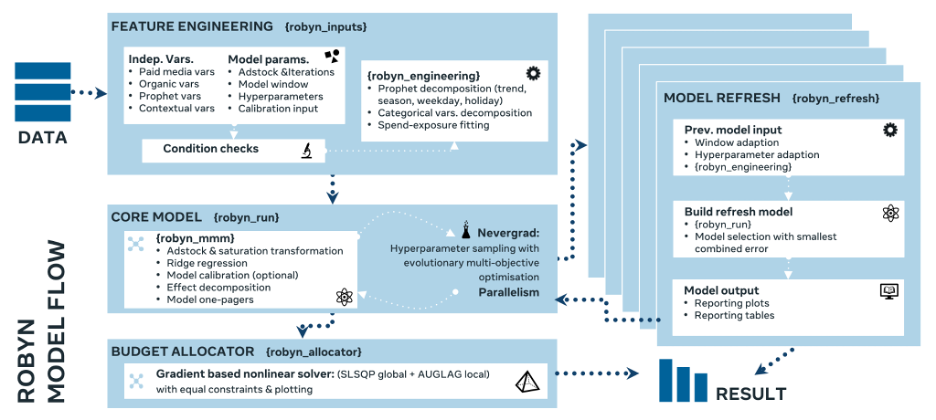 FEATURE ENGINEERING {robyn_inputs}
Indep. Vars.
• Paid media vars
• Organic vars
• Prophet vars
• Contextual vars
Model params.
• Adstock &Iterations
• Model window
• Hyperparameters
• Calibration input
Condition checks
{robyn_engineering}
• Prophet decomposition (trend,
season, weekday, holiday)
• Categorical vars. decomposition
• Spend-exposure fitting
DATA
CORE MODEL {robyn_run}
{robyn_mmm}
• Adstock & saturation transformation
• Ridge regression
• Model calibration (optional)
• Effect decomposition
• Model one-pagers
Nevergrad:
Hyperparameter sampling with
evolutionary multi-objective
optimisation
Parallelism
BUDGET ALLOCATOR {robyn_allocator}
Gradient based nonlinear solver: (SLSQP global + AUGLAG local)
with equal constraints & plotting
MODEL REFRESH {robyn_refresh}
Prev. model input
• Window adaption
• Hyperparameter adaption
• {robyn_engineering}
Build refresh model
• {robyn_run}
• Model selection with smallest
combined error
Model output
• Reporting plots
• Reporting tables
RESULT
ROBYN
MODEL FLOW